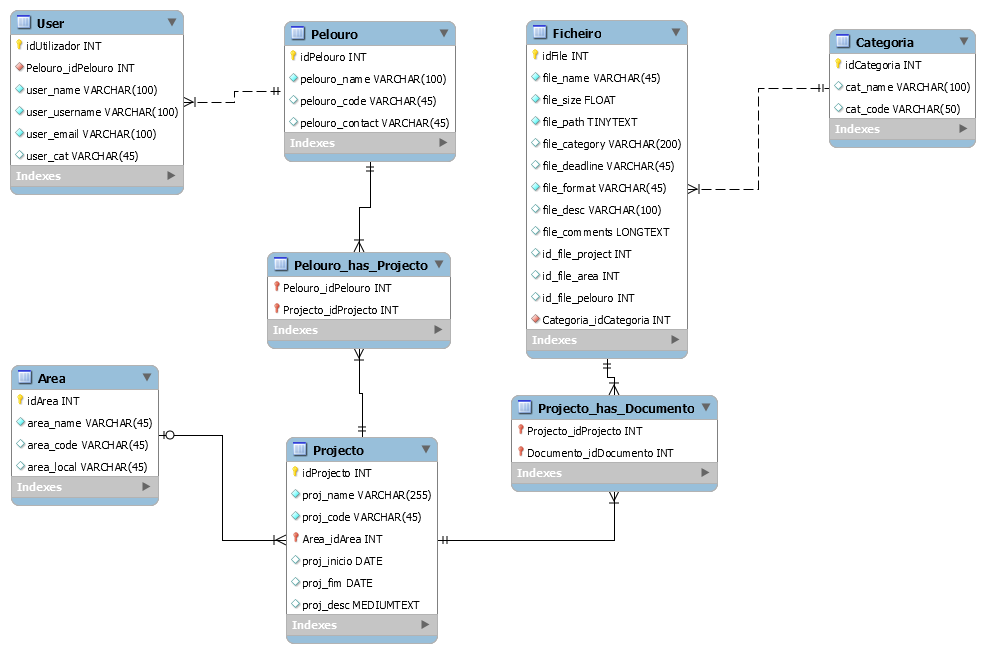 User
idUtilizador INT
Pelouro_idPelouro INT
user_name VARCHAR(100)
user_username VARCHAR(100)
user_email VARCHAR(100)
user_cat VARCHAR(45)
Indexes
Pelouro
idPelouro INT
pelouro_name VARCHAR(100)
pelouro_code VARCHAR(45)
pelouro_contact VARCHAR(45)
Indexes
Ficheiro
idFile INT
file_name VARCHAR(45)
file_size FLOAT
file_path TINYTEXT
file_category VARCHAR(200)
file_deadline VARCHAR(45)
file_format VARCHAR(45)
file_desc VARCHAR(100)
file_comments LONGTEXT
id_file_project INT
id_file_area INT
id_file_pelouro INT
Categoria_idCategoria INT
Indexes
Categoria
idCategoria INT
cat_name VARCHAR(100)
cat_code VARCHAR(50)
Indexes
Pelouro_has_Projecto
Pelouro_idPelouro INT
Projecto_idProjecto INT
Indexes
Area
idArea INT
area_name VARCHAR(45)
area_code VARCHAR(45)
area_local VARCHAR(45)
Indexes
Projecto
idProjecto INT
proj_name VARCHAR(255)
proj_code VARCHAR(45)
Area_idArea INT
proj_inicio DATE
proj_fim DATE
proj_desc MEDIUMTEXT
Indexes
Projecto_has_Documento
Projecto_idProjecto INT
Documento_idDocumento INT
Indexes